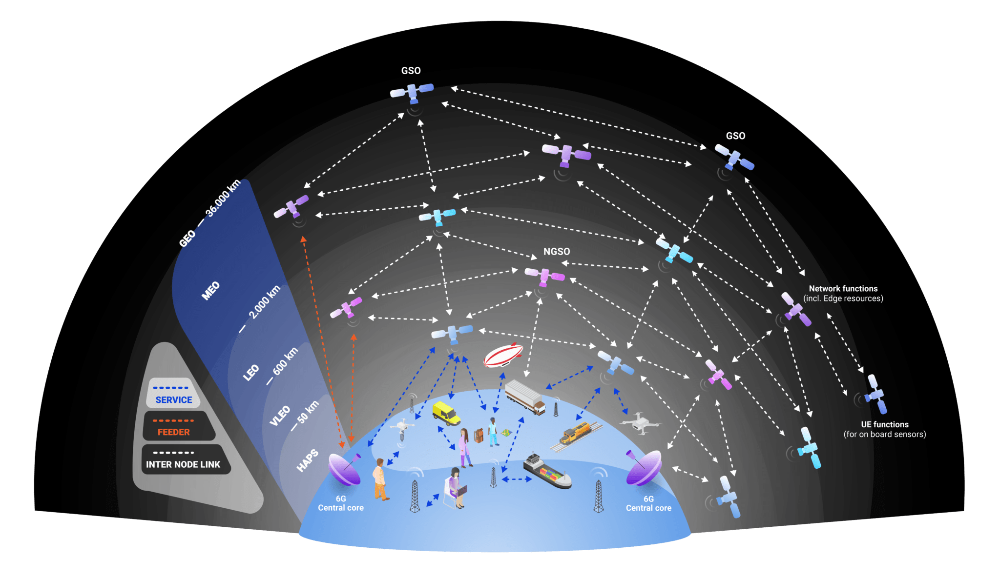 GSO
GSO
GEO — 36.000 km
MEO
— 2.000 km
NGSO
LEO
— 600 km
VLEO
— 50 km
HAPS
Network functions
(incl. Edge resources)
UE functions
(for on board sensors)
SERVICE
FEEDER
INTER NODE LINK
6G
Central core
6G
Central core